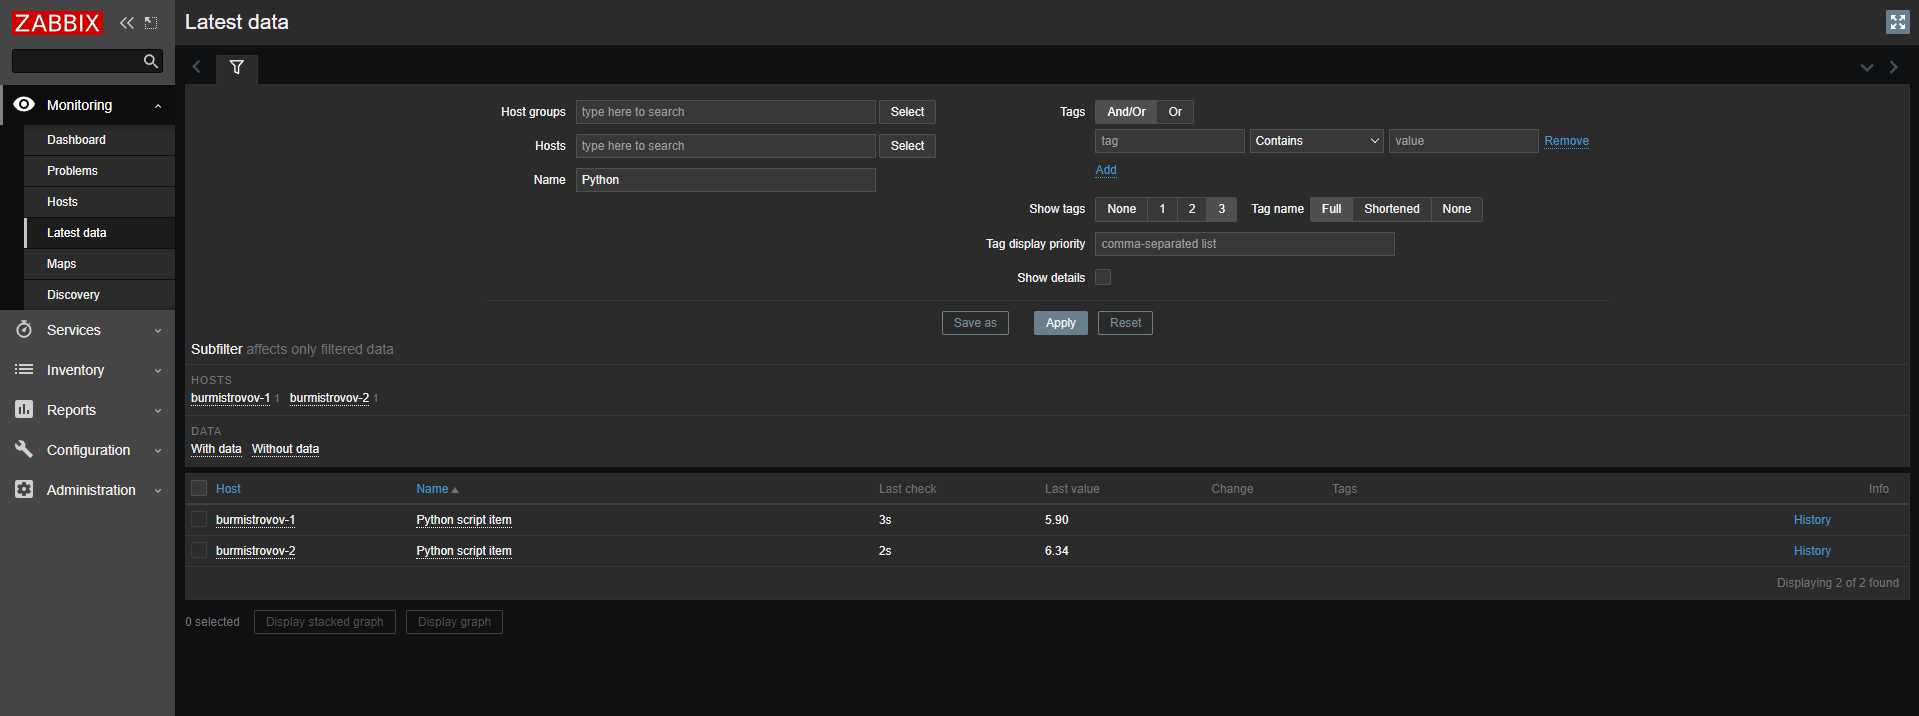 ZABBIX
Latest data
Monitoring
Dashboard
Problems
Hosts
Latest data
Maps
Discovery
Services
Inventory
Reports
Configuration
Administration
Host groups type here to search Select
Hosts type here to search Select
Name Python
Tags And/Or Or
tag Contains value Remove
Add
Show tags None 1 2 3 Tag name Full Shortened None
Tag display priority comma-separated list
Show details
Save as Apply Reset
Subfilter affects only filtered data
HOSTS
burmistrovov-1 1 burmistrovov-2 1
DATA
With data Without data
Host Name Last check Last value Change Tags Info
burmistrovov-1 Python script item 3s 5.90 History
burmistrovov-2 Python script item 2s 6.34 History
Displaying 2 of 2 found
0 selected Display stacked graph Display graph